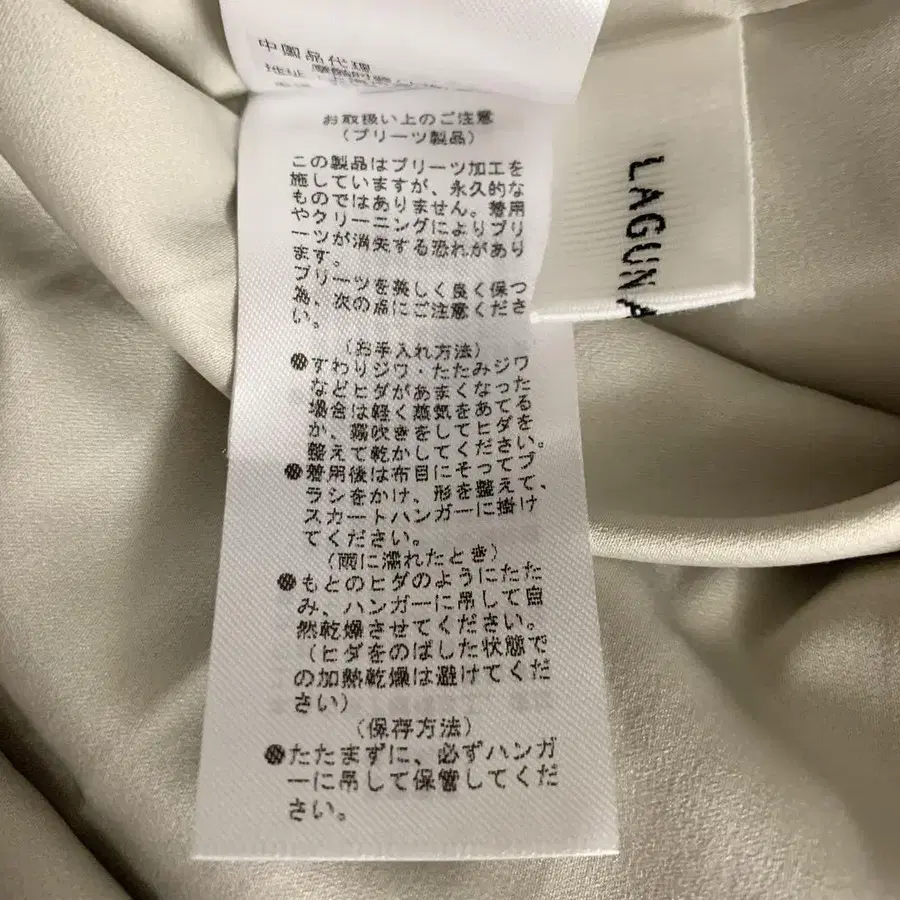 中國品代理
お取扱い上のご注意
(プリーツ製品)
この製品はプリーツ加工を
施していますが、永久的な
ものではありません。着用
やクリーニングによりプリ
ーツが消失する恐れがあり
ます。
プリーツを美しく良く保つ
為、次の点にご注意くださ
い。
(お手入れ方法)
●すわりジワ・たたみジワ
などヒダがあまくなった
場合は軽く蒸気をあてる
か、霧吹きをしてヒダを
整えて乾かしてください。
●着用後は布目にそってブ
ラシをかけ、形を整えて、
スカートハンガーに掛け
てください。
(雨に濡れたとき)
●もとのヒダのようにたた
み、ハンガーに吊して自
然乾燥させてください。
(ヒダをのばした状態で
の加熱乾燥は避けてくだ
さい)
(保存方法)
●たたまずに、必ずハンガ
ーに吊して保管してくだ
さい。
LAGUNA